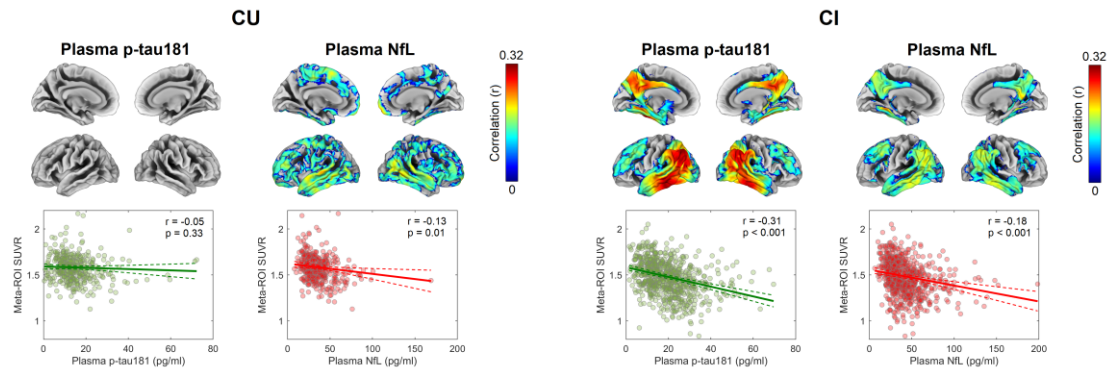 CU
Plasma p-tau181
Plasma NfL
0.32
Correlation (r)
0
r = -0.05
p = 0.33
2
1.5
1
Meta-ROI SUVR
0 20 40 60 80
Plasma p-tau181 (pg/ml)
r = -0.13
p = 0.01
2
1.5
1
Meta-ROI SUVR
0 50 100 150 200
Plasma NfL (pg/ml)
CI
Plasma p-tau181
Plasma NfL
0.32
Correlation (r)
0
r = -0.31
p < 0.001
2
1.5
1
Meta-ROI SUVR
0 20 40 60 80
Plasma p-tau181 (pg/ml)
r = -0.18
p < 0.001
2
1.5
1
Meta-ROI SUVR
0 50 100 150 200
Plasma NfL (pg/ml)